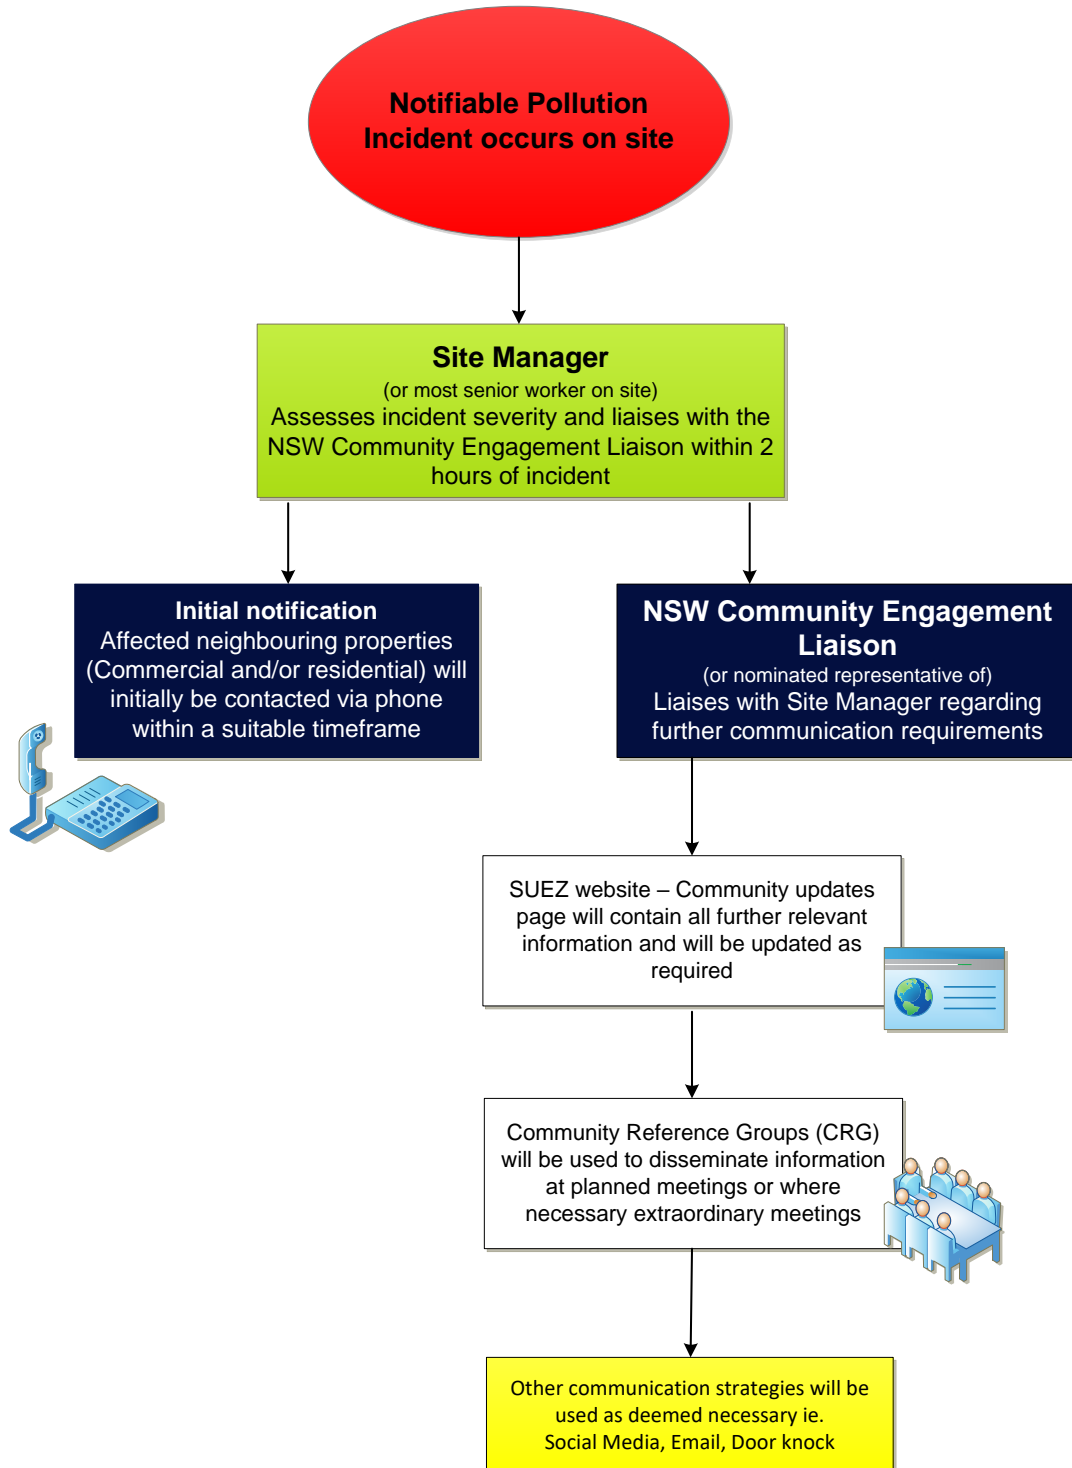 Notifiable Pollution
Incident occurs on site
Site Manager
(or most senior worker on site)
Assesses incident severity and liaises with the
NSW Community Engagement Liaison within 2
hours of incident
Initial notification
Affected neighbouring properties
(Commercial and/or residential) will
initially be contacted via phone
within a suitable timeframe
NSW Community Engagement
Liaison
(or nominated representative of)
Liaises with Site Manager regarding
further communication requirements
SUEZ website – Community updates
page will contain all further relevant
information and will be updated as
required
Community Reference Groups (CRG)
will be used to disseminate information
at planned meetings or where
necessary extraordinary meetings
Other communication strategies will be
used as deemed necessary ie.
Social Media, Email, Door knock